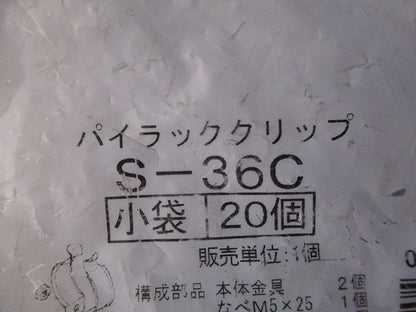 パイラッククリップ
S-36C
小袋 20個
販売単位:1個
構成部品 本体金具 2個
なべM5×25 1個
0